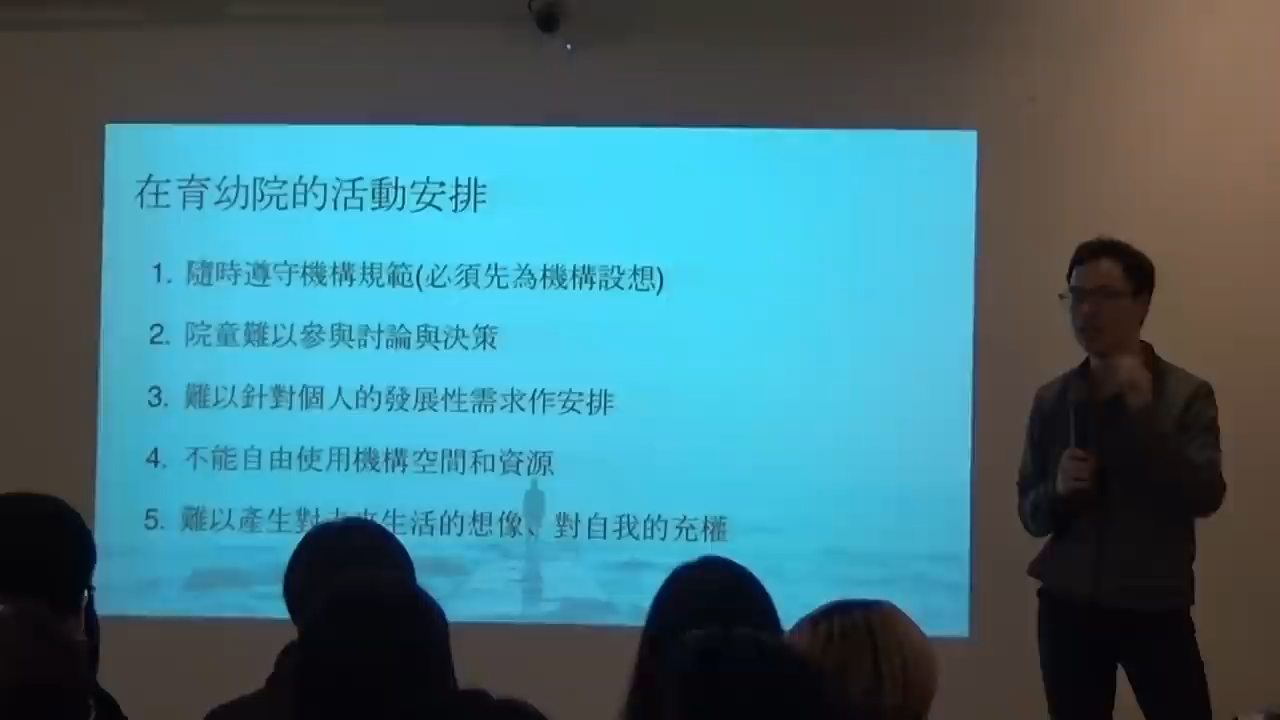 在育幼院的活動安排
1. 隨時遵守機構規範(必須先為機構設想)
2. 院童難以參與討論與決策
3. 難以針對個人的發展性需求作安排
4. 不能自由使用機構空間和資源
5. 難以產生對未來生活的想像、對自我的充權